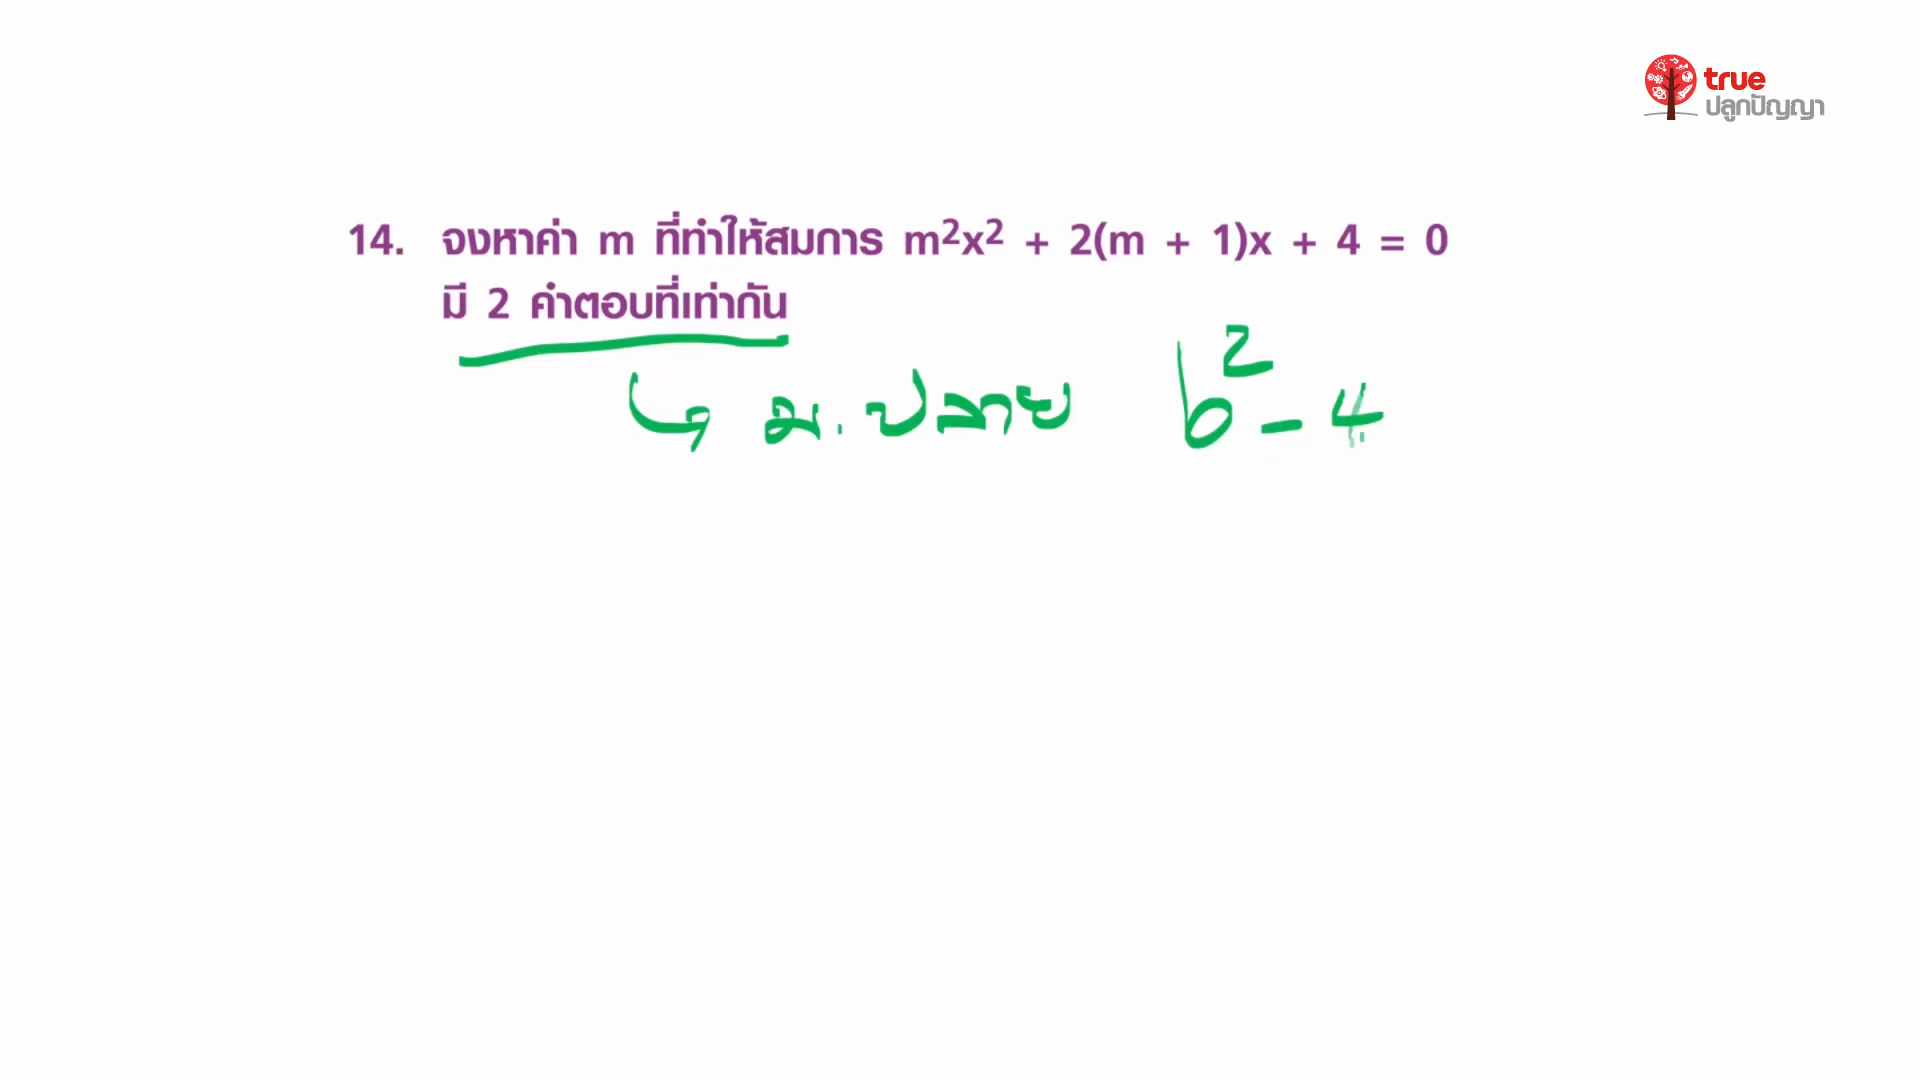 true
ปลูกปัญญา
14. จงหาค่า m ที่ทำให้สมการ m²x² + 2(m + 1)x + 4 = 0
มี 2 คำตอบที่เท่ากัน
ม. ปลาย b² - 4